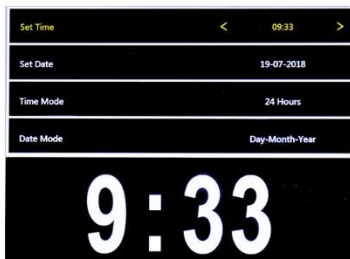 Set Time < 09:33 >
Set Date 19-07-2018
Time Mode 24 Hours
Date Mode Day-Month-Year
9:33